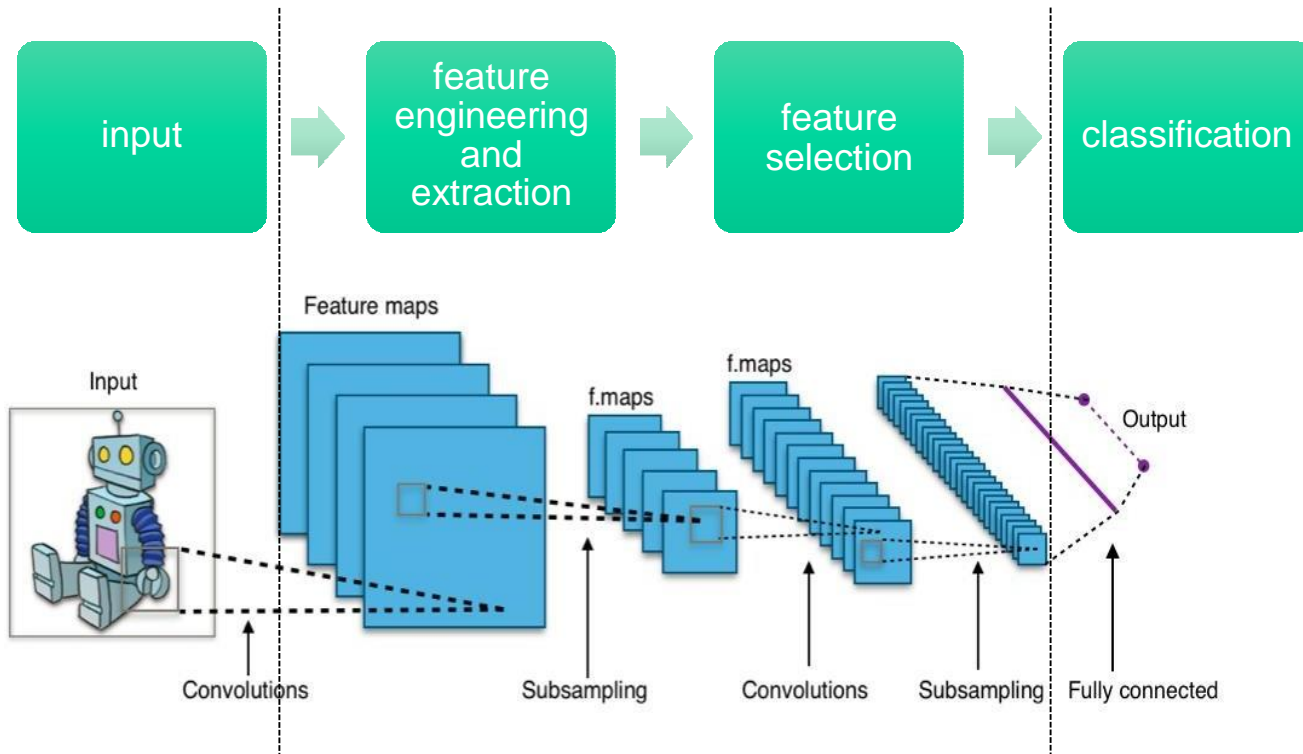 input
feature
engineering
and
extraction
feature
selection
classification
Feature maps
Input
f.maps
f.maps
Output
Convolutions
Subsampling
Convolutions
Subsampling
Fully connected